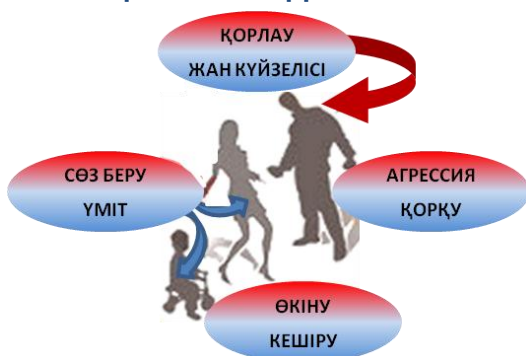 ҚОРЛАУ
ЖАН КҮЙЗЕЛІСІ
СӨЗ БЕРУ
ҮМІТ
АГРЕССИЯ
ҚОРҚУ
ӨКІНУ
КЕШІРУ